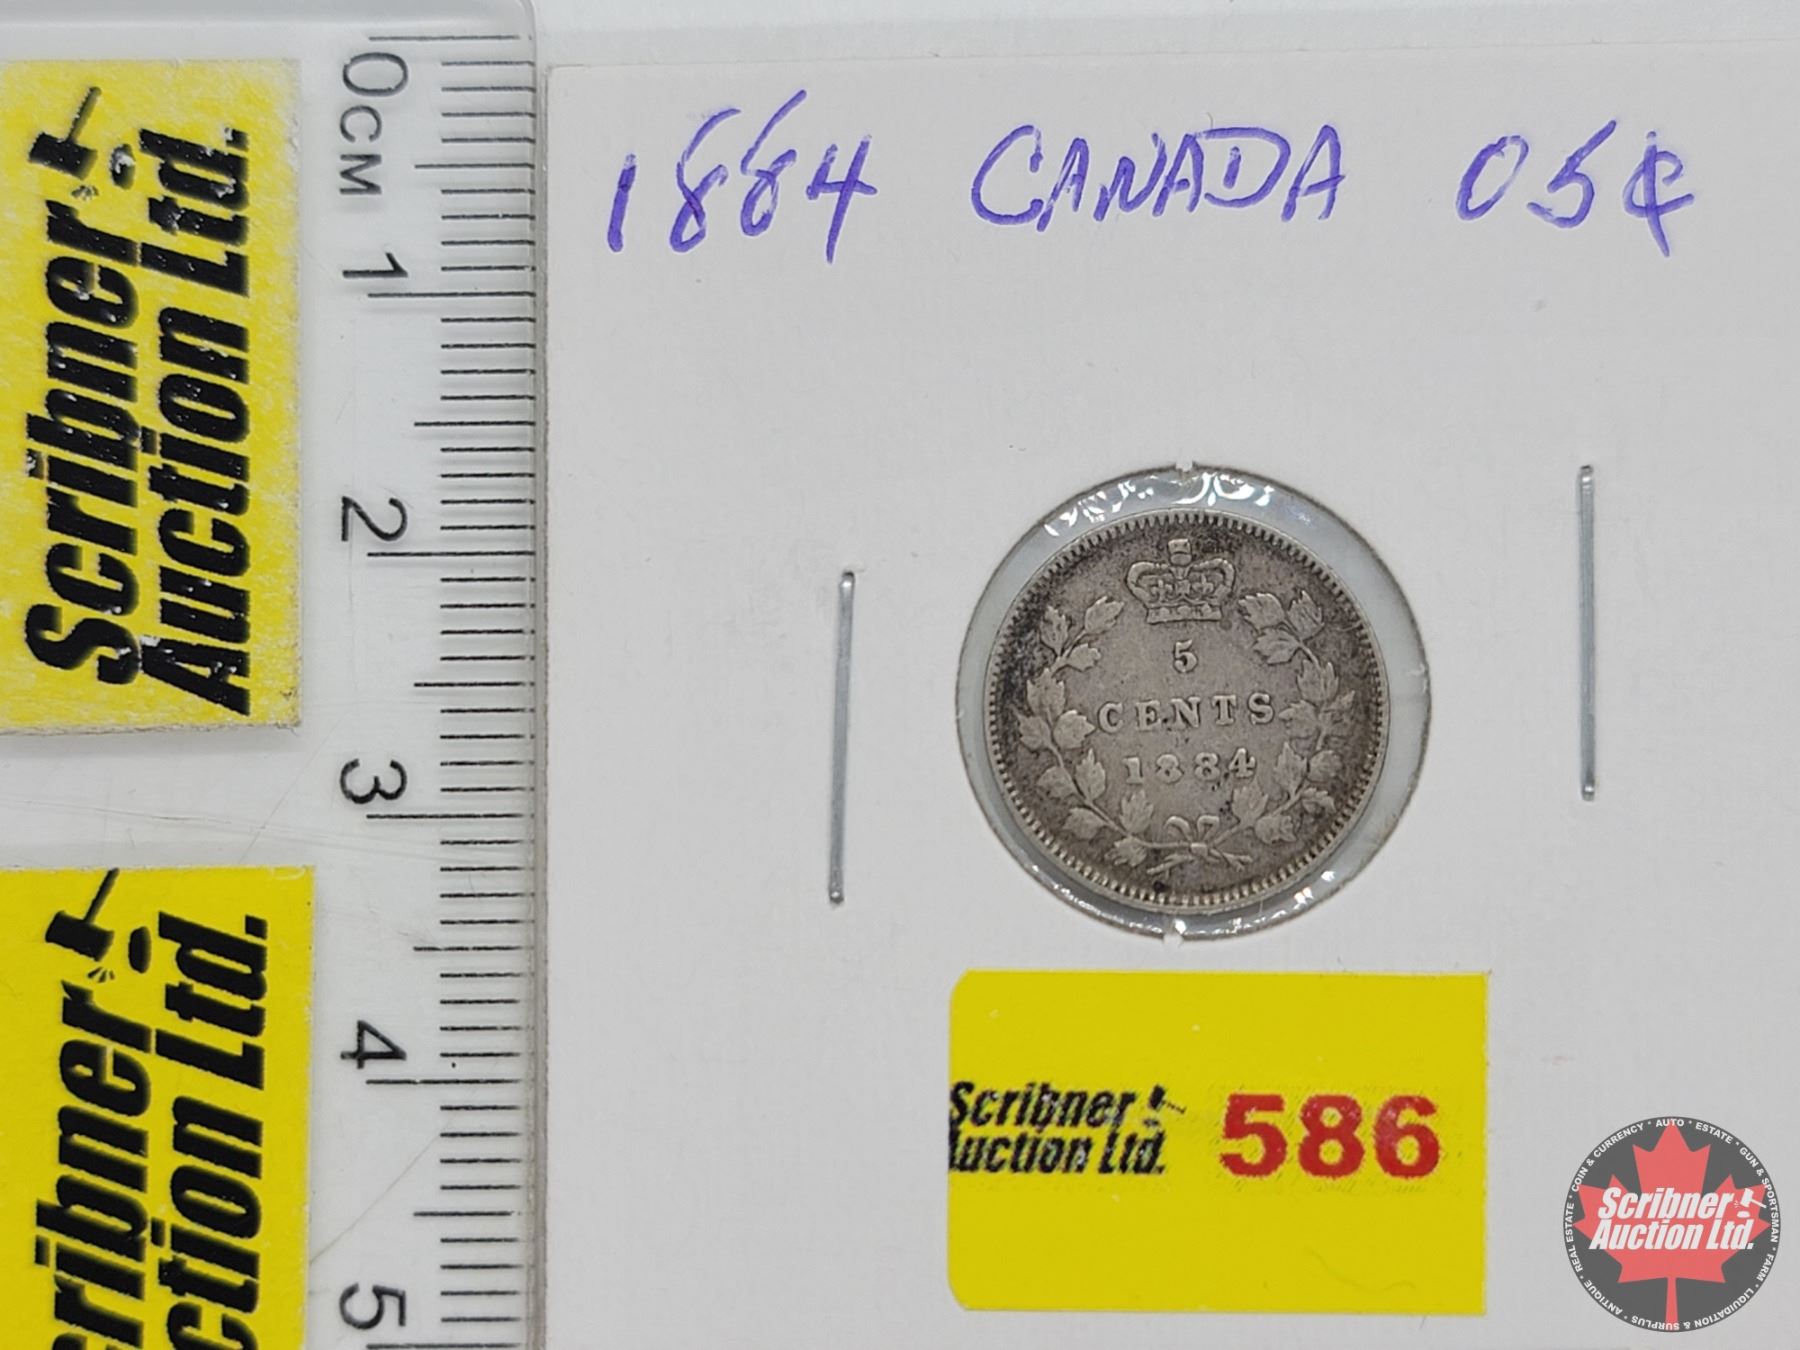 1884 CANADA 05¢
5
CENTS
1884
Scribner
Auction Ltd.
586
Scribner
Auction Ltd.
Scribner
Auction Ltd.
0CM
1
2
3
4
5
COIN & CURRENCY * AUTO * ESTATE * GUN & SPORTSMAN * FARM * LIQUIDATION & SURPLUS * ANTIQUE * REAL ESTATE *
Scribner
Auction Ltd.